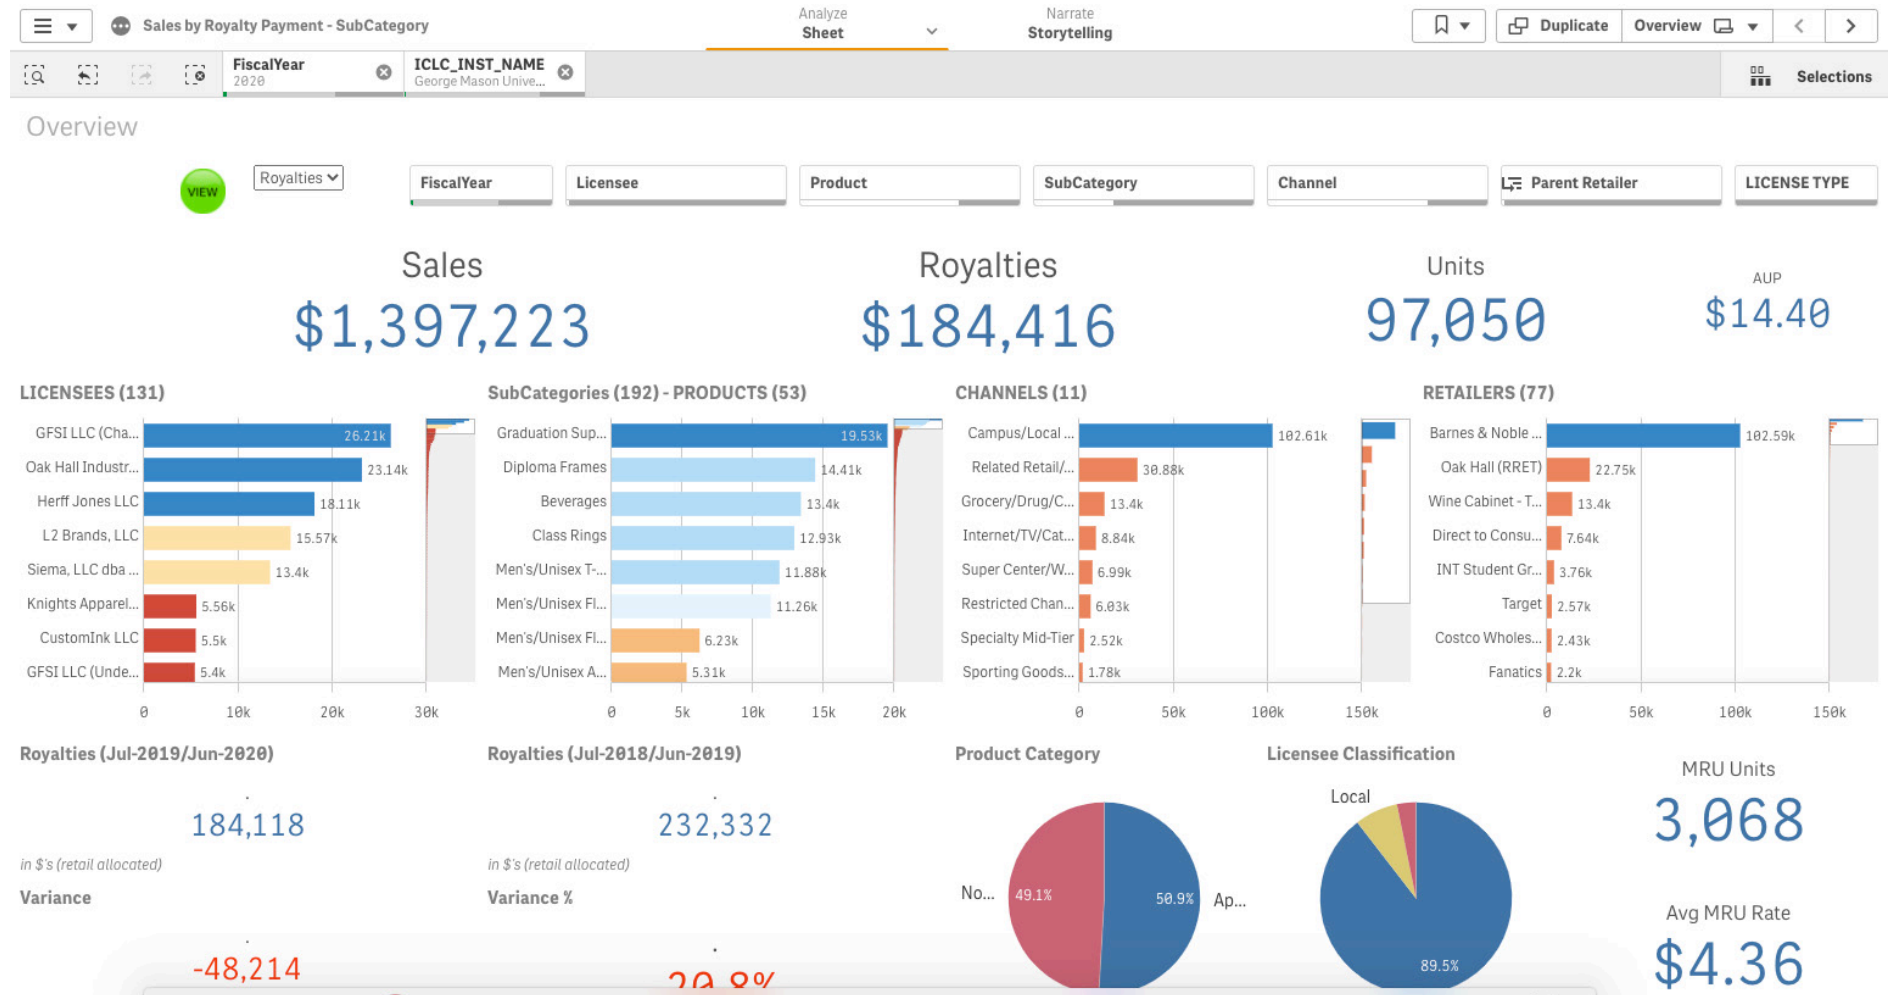 Sales by Royalty Payment - SubCategory
Analyze
Sheet
Narrate
Storytelling
Duplicate
Overview
FiscalYear
2020
ICLC_INST_NAME
George Mason Unive...
Selections
Overview
VIEW
Royalties
FiscalYear
Licensee
Product
SubCategory
Channel
Parent Retailer
LICENSE TYPE
Sales
$1,397,223
Royalties
$184,416
Units
97,050
AUP
$14.40
LICENSEES (131)
GFSI LLC (Cha... 26.21k
Oak Hall Industr... 23.14k
Herff Jones LLC 18.11k
L2 Brands, LLC 15.57k
Siema, LLC dba ... 13.4k
Knights Apparel... 5.56k
CustomInk LLC 5.5k
GFSI LLC (Unde... 5.4k
0 10k 20k 30k
SubCategories (192) - PRODUCTS (53)
Graduation Sup... 19.53k
Diploma Frames 14.41k
Beverages 13.4k
Class Rings 12.93k
Men's/Unisex T-... 11.88k
Men's/Unisex Fl... 11.26k
Men's/Unisex Fl... 6.23k
Men's/Unisex A... 5.31k
0 5k 10k 15k 20k
CHANNELS (11)
Campus/Local ... 102.61k
Related Retail/... 30.88k
Grocery/Drug/C... 13.4k
Internet/TV/Cat... 8.84k
Super Center/W... 6.99k
Restricted Chan... 6.03k
Specialty Mid-Tier 2.52k
Sporting Goods... 1.78k
0 50k 100k 150k
RETAILERS (77)
Barnes & Noble ... 102.59k
Oak Hall (RRET) 22.75k
Wine Cabinet - T... 13.4k
Direct to Consu... 7.64k
INT Student Gr... 3.76k
Target 2.57k
Costco Wholes... 2.43k
Fanatics 2.2k
0 50k 100k 150k
Royalties (Jul-2019/Jun-2020)
.
184,118
in $'s (retail allocated)
Variance
.
-48,214
Royalties (Jul-2018/Jun-2019)
.
232,332
in $'s (retail allocated)
Variance %
.
20.8%
Product Category
No... 49.1% 50.9% Ap...
Licensee Classification
Local
89.5%
MRU Units
3,068
Avg MRU Rate
$4.36